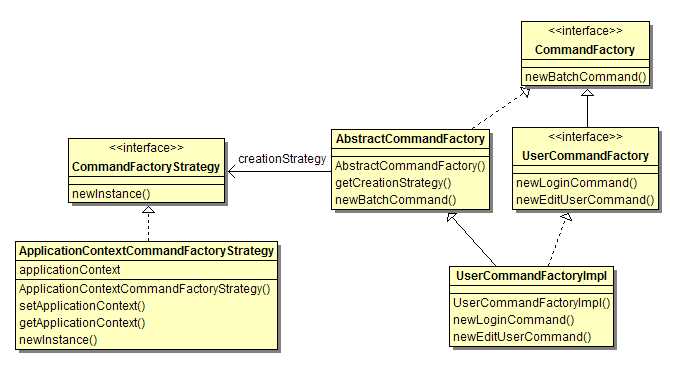 <<interface>>
CommandFactory
newBatchCommand()
<<interface>>
CommandFactoryStrategy
newInstance()
creationStrategy
AbstractCommandFactory
AbstractCommandFactory()
getCreationStrategy()
newBatchCommand()
<<interface>>
UserCommandFactory
newLoginCommand()
newEditUserCommand()
ApplicationContextCommandFactoryStrategy
applicationContext
ApplicationContextCommandFactoryStrategy()
setApplicationContext()
getApplicationContext()
newInstance()
UserCommandFactoryImpl
UserCommandFactoryImpl()
newLoginCommand()
newEditUserCommand()